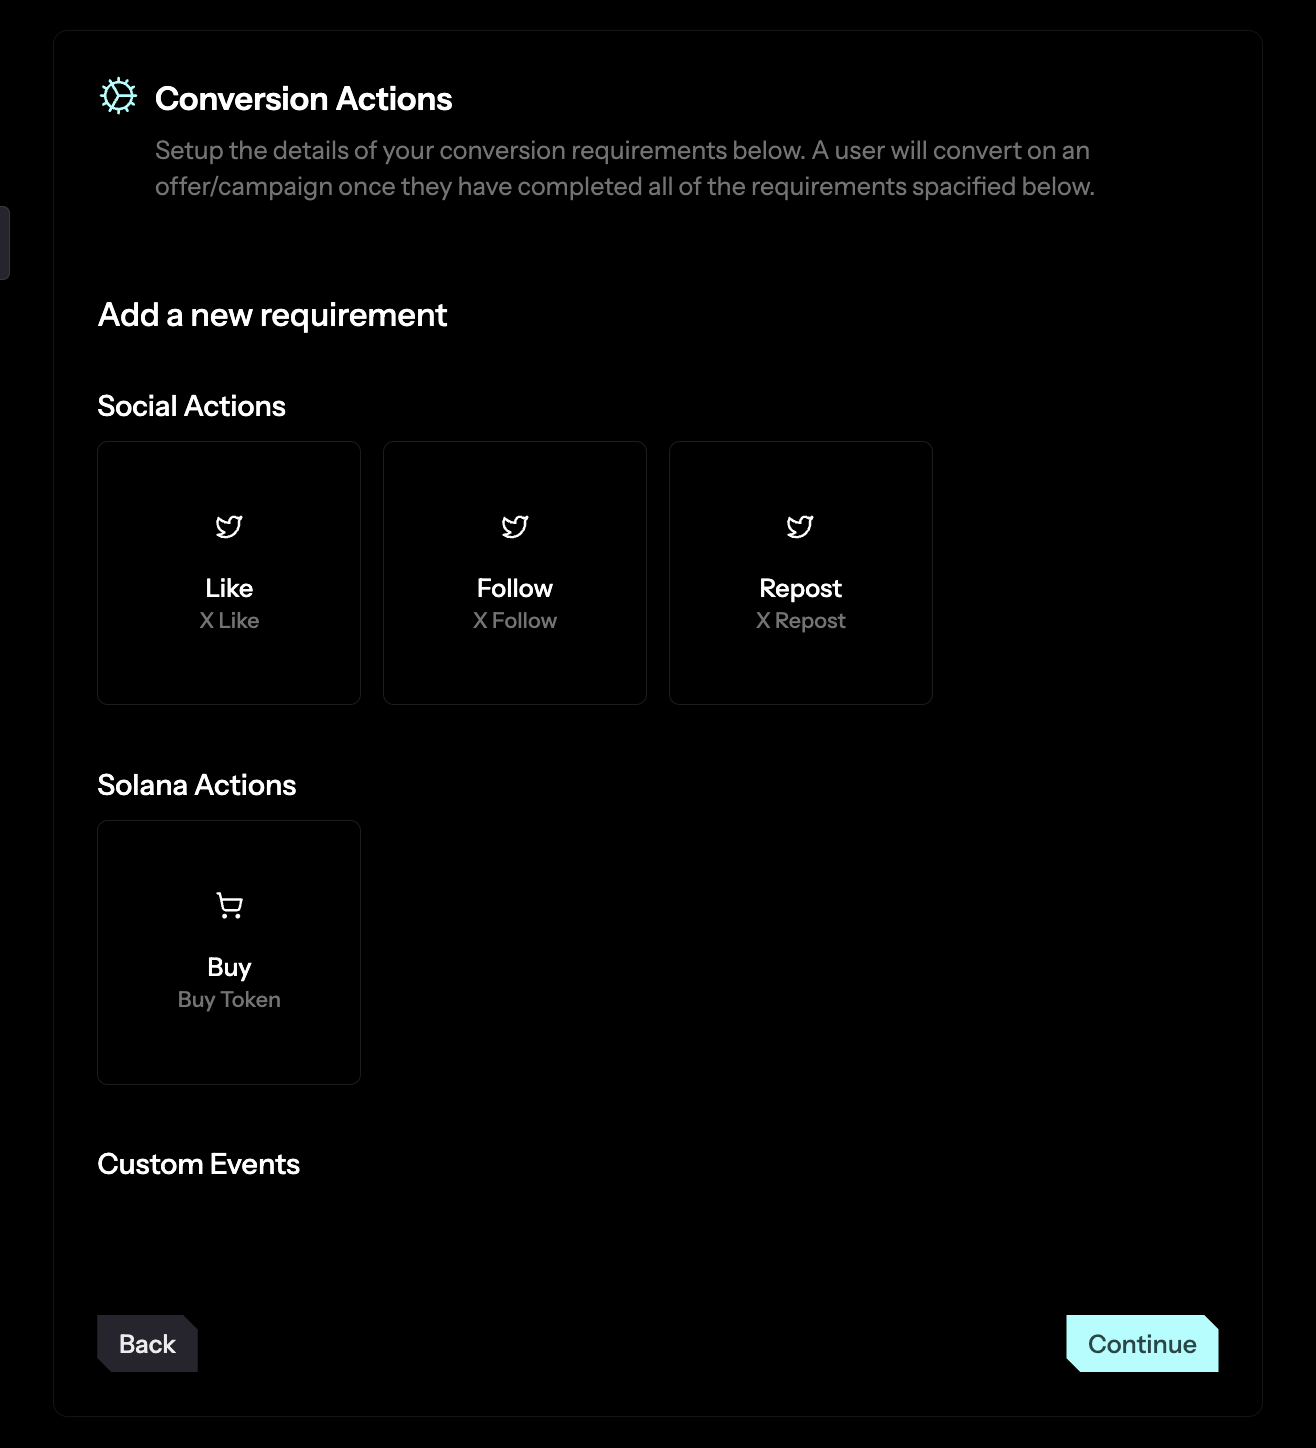 Conversion Actions
Setup the details of your conversion requirements below. A user will convert on an
offer/campaign once they have completed all of the requirements spacified below.
Add a new requirement
Social Actions
Like
X Like
Follow
X Follow
Repost
X Repost
Solana Actions
Buy
Buy Token
Custom Events
Back
Continue